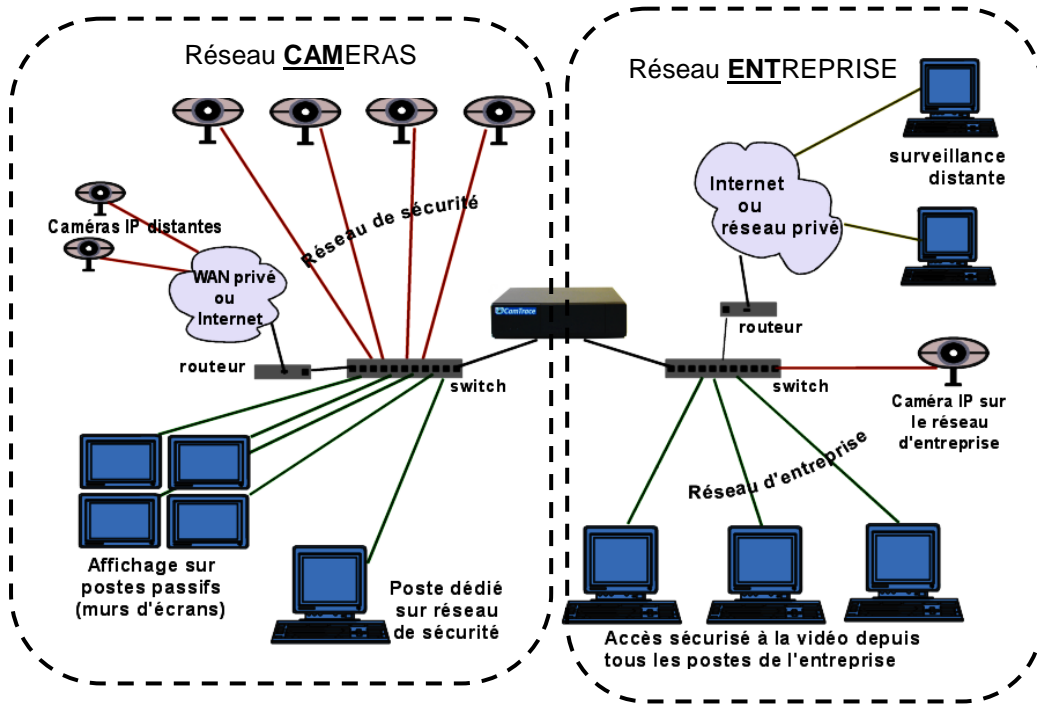 Réseau CAMERAS
Réseau de sécurité
Caméras IP distantes
WAN privé
ou
Internet
routeur
switch
CamTrace
Affichage sur
postes passifs
(murs d'écrans)
Poste dédié
sur réseau
de sécurité
Réseau ENTREPRISE
surveillance
distante
Internet
ou
réseau privé
routeur
switch
Caméra IP sur
le réseau
d'entreprise
Réseau d'entreprise
Accès sécurisé à la vidéo depuis
tous les postes de l'entreprise